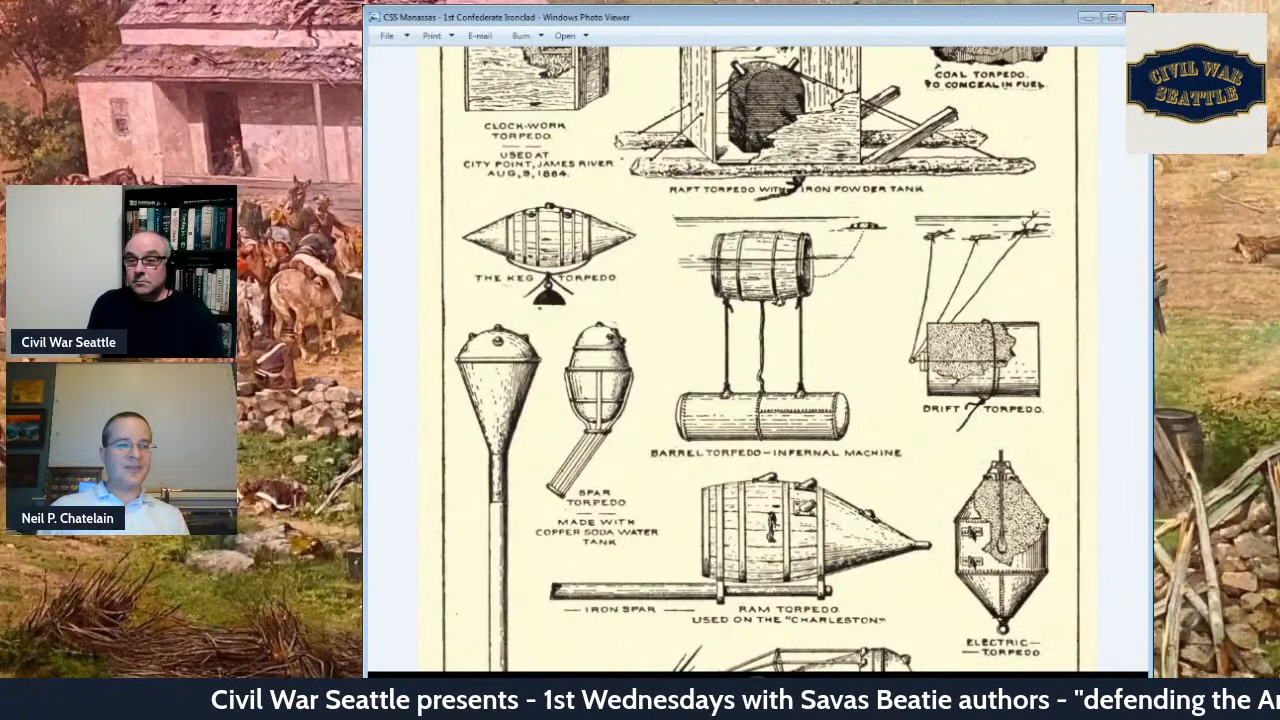 CSS Manassas - 1st Confederate Ironclad - Windows Photo Viewer
File Print E-mail Burn Open
CIVIL WAR
SEATTLE
COAL TORPEDO.
TO CONCEAL IN FUEL.
CLOCK-WORK
TORPEDO.
USED AT
CITY POINT, JAMES RIVER
AUG, 9, 1864.
RAFT TORPEDO WITH IRON POWDER TANK
THE KEG TORPEDO
Civil War Seattle
DRIFT TORPEDO.
BARREL TORPEDO-INFERNAL MACHINE
SPAR
TORPEDO
MADE WITH
COPPER SODA WATER
TANK
Neil P. Chatelain
IRON SPAR
RAM TORPEDO.
USED ON THE "CHARLESTON"
ELECTRIC-
TORPEDO.
Civil War Seattle presents - 1st Wednesdays with Savas Beatie authors - "defending the A